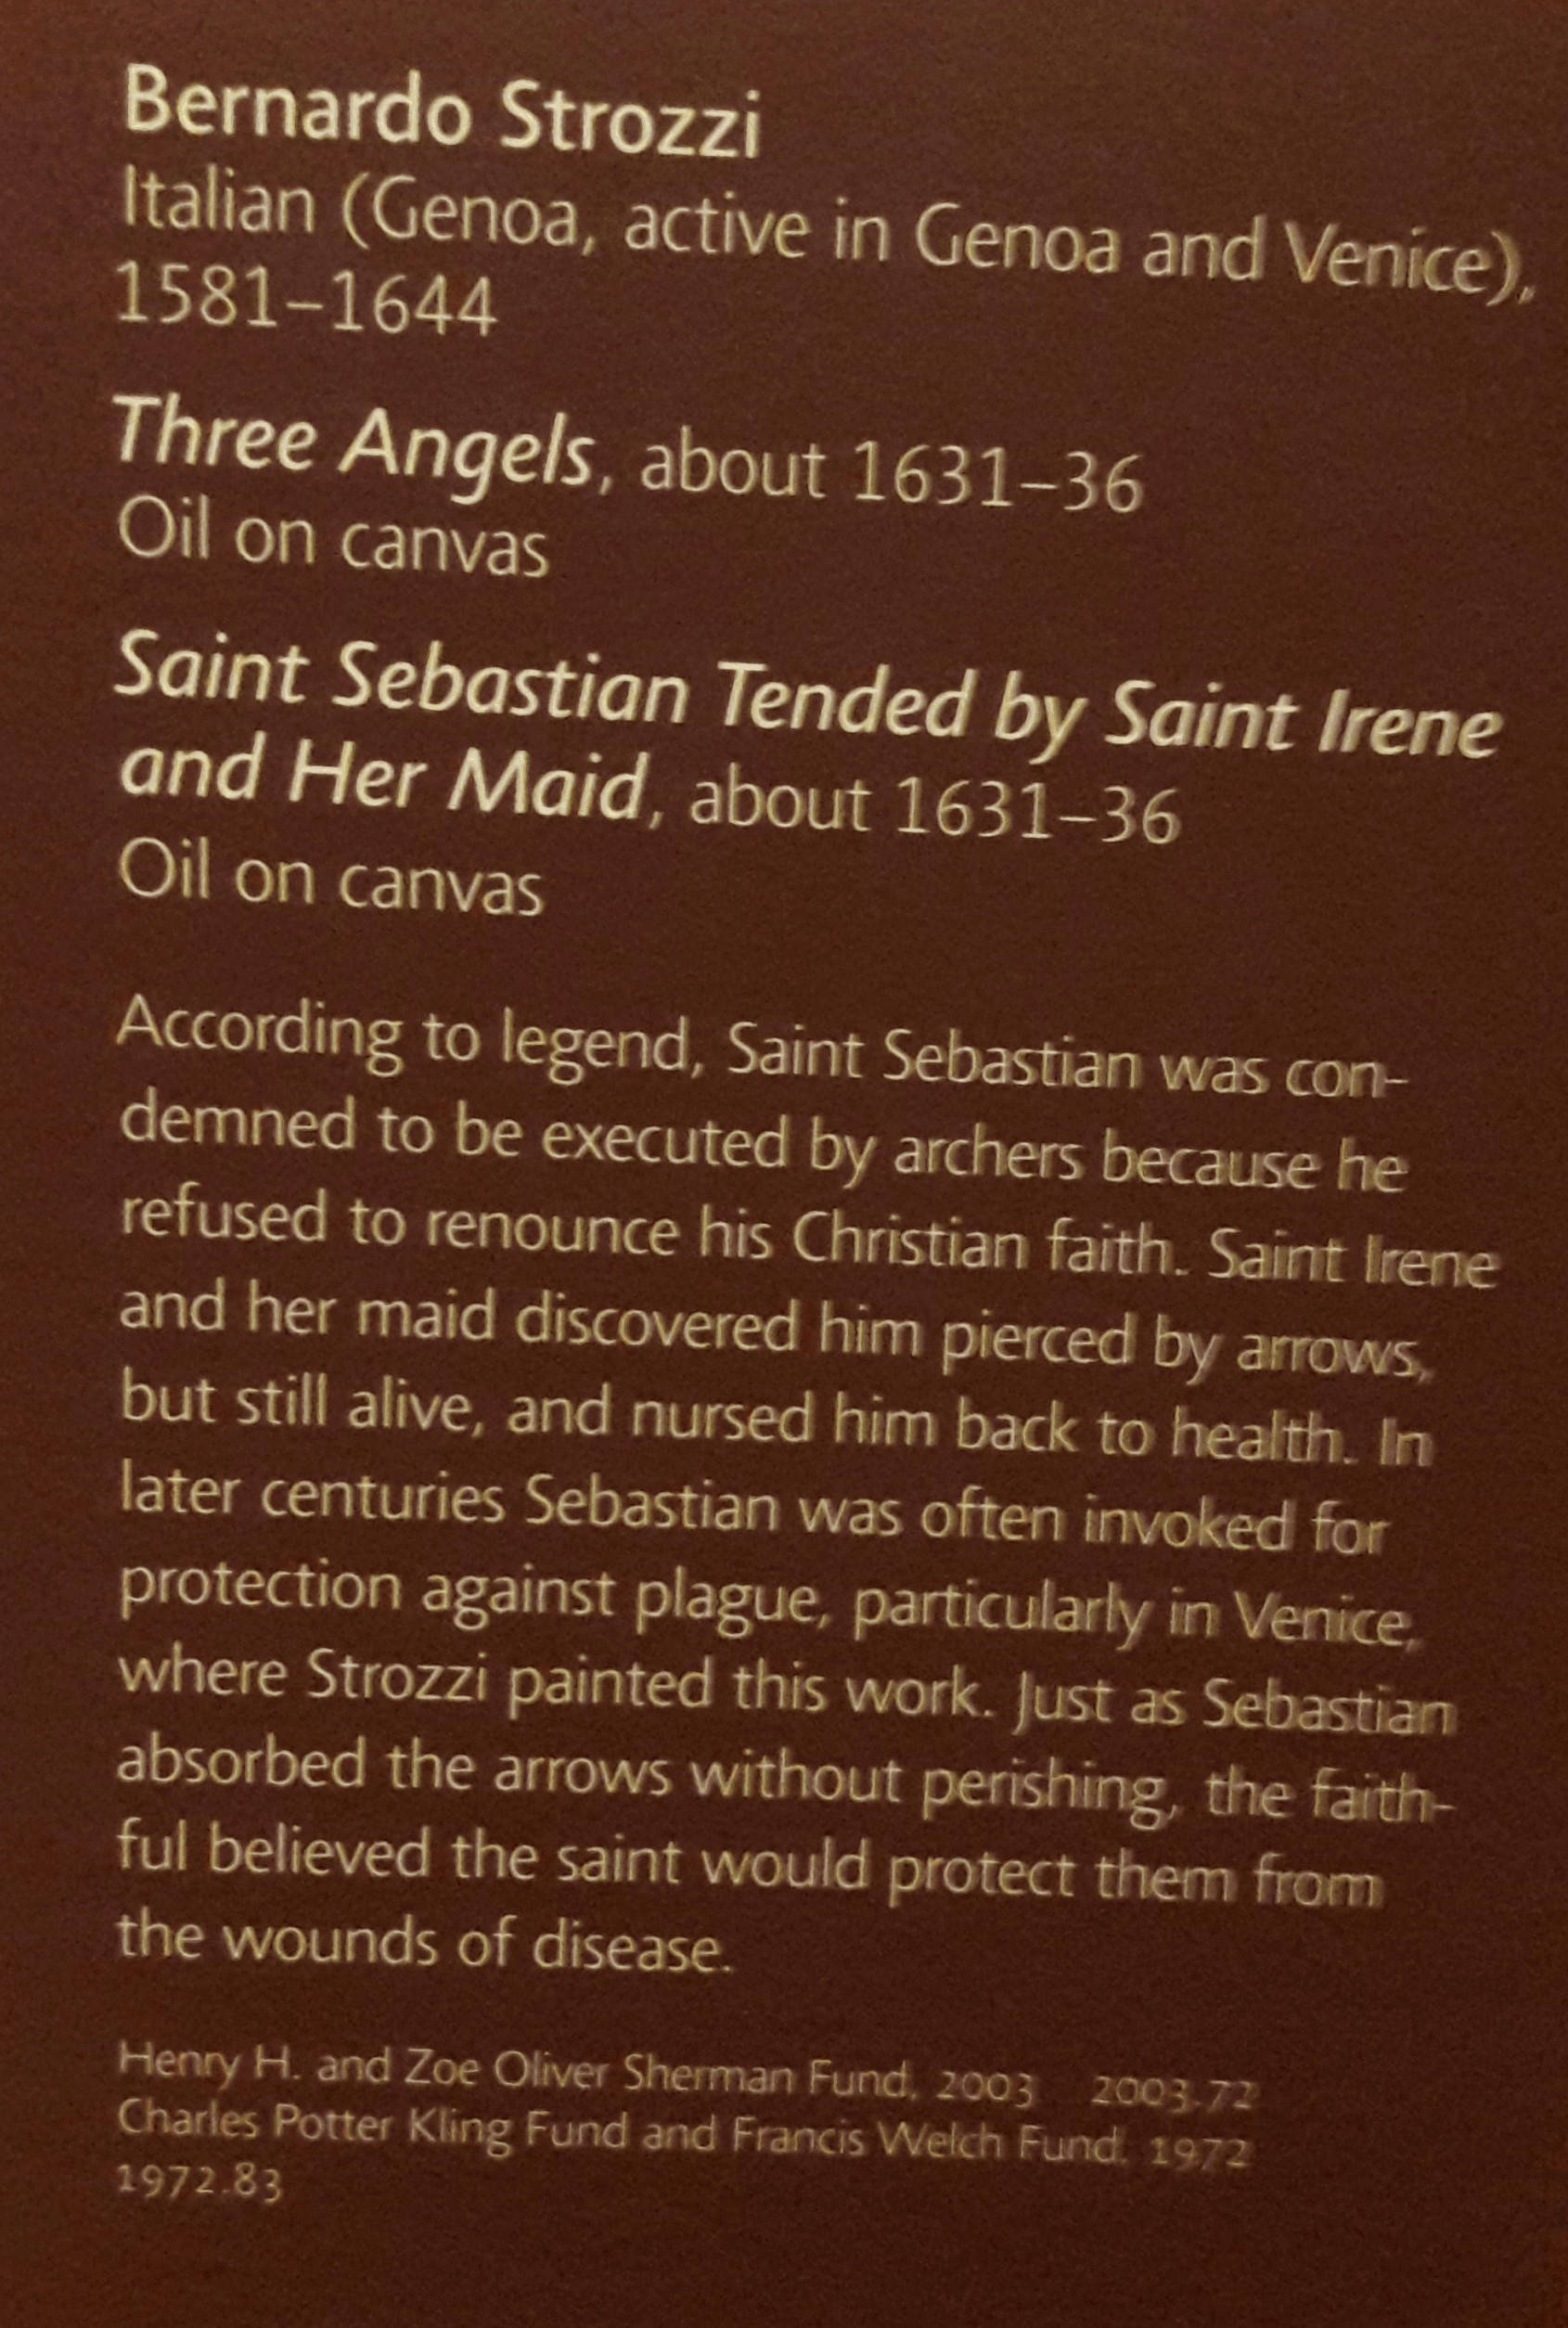 Bernardo Strozzi
Italian (Genoa, active in Genoa and Venice),
1581–1644
Three Angels, about 1631–36
Oil on canvas
Saint Sebastian Tended by Saint Irene
and Her Maid, about 1631–36
Oil on canvas
According to legend, Saint Sebastian was con-
demned to be executed by archers because he
refused to renounce his Christian faith. Saint Irene
and her maid discovered him pierced by arrows,
but still alive, and nursed him back to health. In
later centuries Sebastian was often invoked for
protection against plague, particularly in Venice,
where Strozzi painted this work. Just as Sebastian
absorbed the arrows without perishing, the faith-
ful believed the saint would protect them from
the wounds of disease.
Henry H. and Zoe Oliver Sherman Fund, 2003 2003.72
Charles Potter Kling Fund and Francis Welch Fund, 1972
1972.83